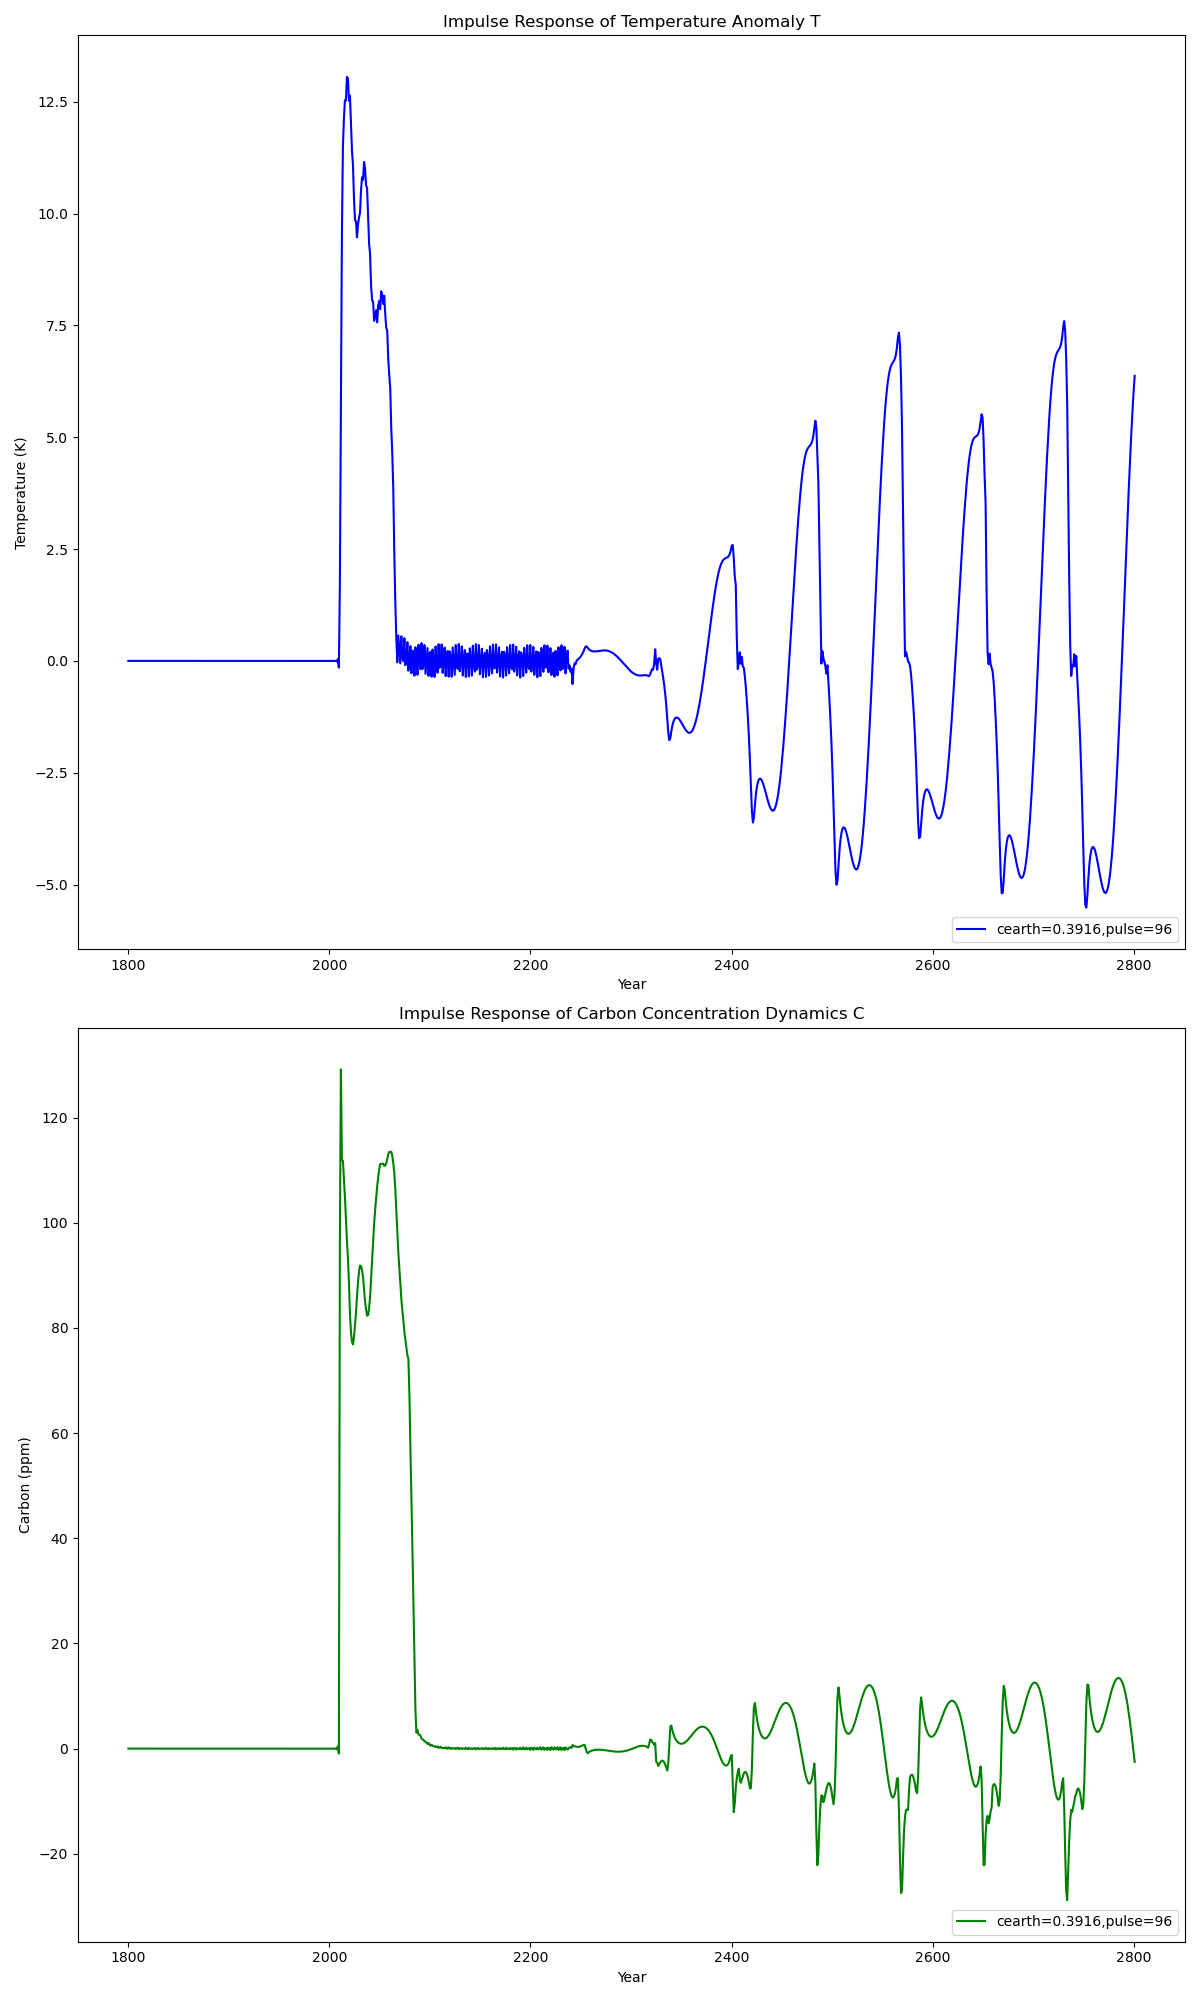 Impulse Response of Temperature Anomaly T
12.5
10.0
7.5
5.0
2.5
0.0
−2.5
−5.0
Temperature (K)
cearth=0.3916,pulse=96
1800 2000 2200 2400 2600 2800
Year
Impulse Response of Carbon Concentration Dynamics C
120
100
80
60
40
20
0
−20
Carbon (ppm)
cearth=0.3916,pulse=96
1800 2000 2200 2400 2600 2800
Year